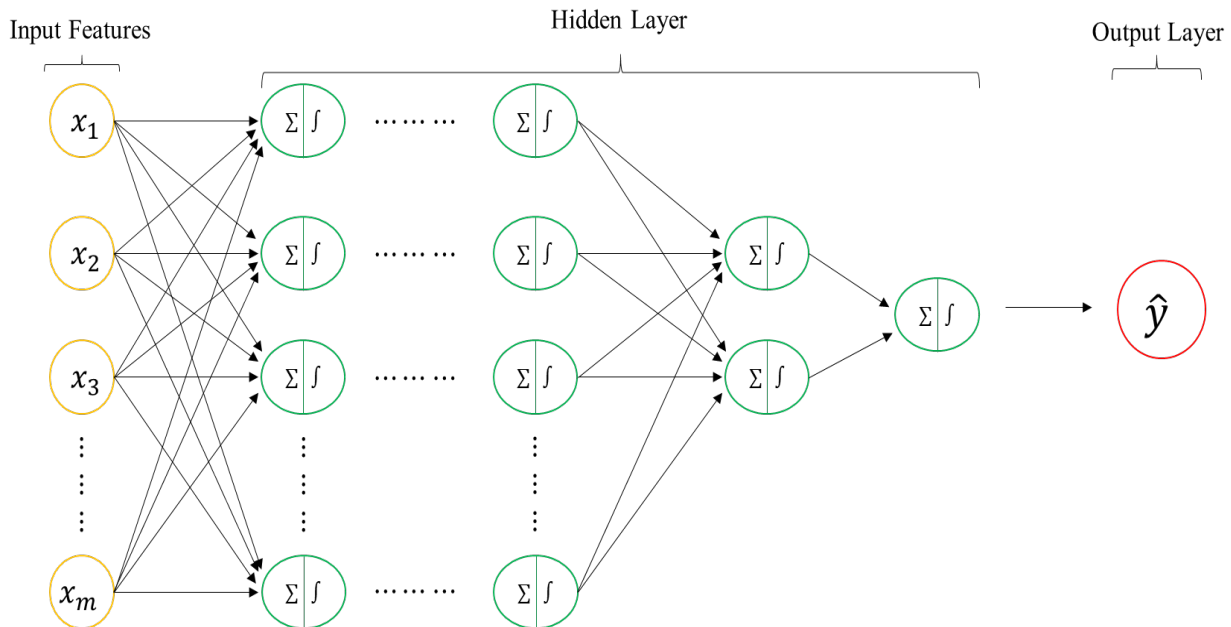 Hidden Layer
Input Features
Output Layer
x₁ ∑ ∫ ……… ∑ ∫
x₂ ∑ ∫ ……… ∑ ∫ ∑ ∫
∑ ∫ ŷ
x₃ ∑ ∫ ……… ∑ ∫ ∑ ∫
⋮ ⋮ ⋮
xₘ ∑ ∫ ……… ∑ ∫